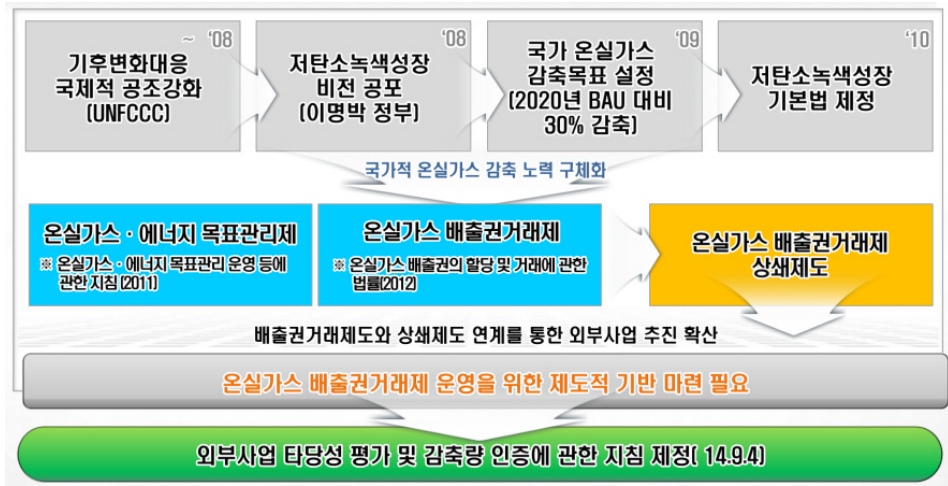 ~ ‘08
기후변화대응
국제적 공조강화
(UNFCCC)
‘08
저탄소녹색성장
비전 공포
(이명박 정부)
‘09
국가 온실가스
감축목표 설정
(2020년 BAU 대비
30% 감축)
‘10
저탄소녹색성장
기본법 제정
국가적 온실가스 감축 노력 구체화
온실가스 · 에너지 목표관리제
※ 온실가스 · 에너지 목표관리 운영 등에
관한 지침 (2011)
온실가스 배출권거래제
※ 온실가스 배출권의 할당 및 거래에 관한
법률(2012)
온실가스 배출권거래제
상쇄제도
배출권거래제도와 상쇄제도 연계를 통한 외부사업 추진 확산
온실가스 배출권거래제 운영을 위한 제도적 기반 마련 필요
외부사업 타당성 평가 및 감축량 인증에 관한 지침 제정( 14.9.4)